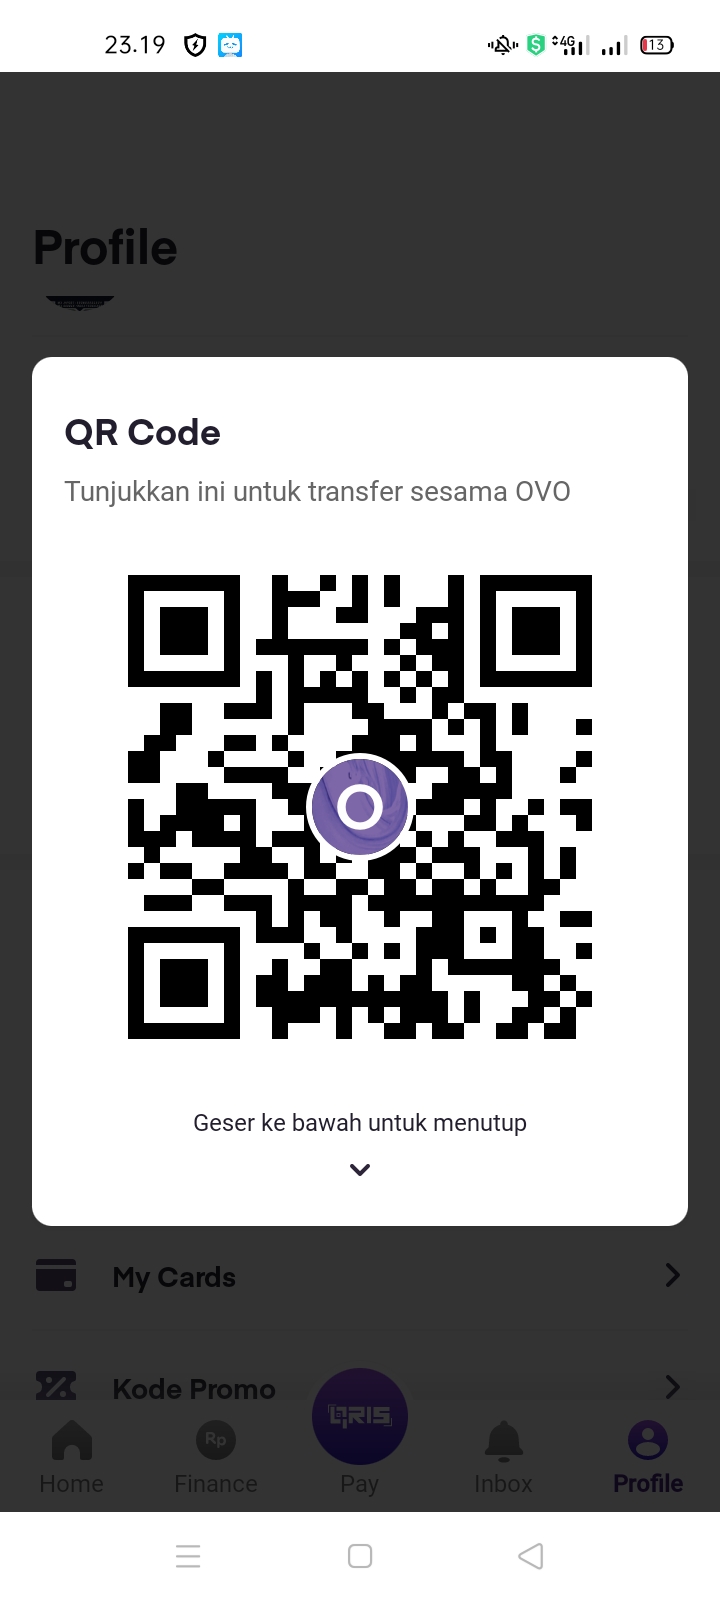 23.19
4G
13
Profile
QR Code
Tunjukkan ini untuk transfer sesama OVO
Geser ke bawah untuk menutup
My Cards
Kode Promo
Rp
QRIS
Home
Finance
Pay
Inbox
Profile